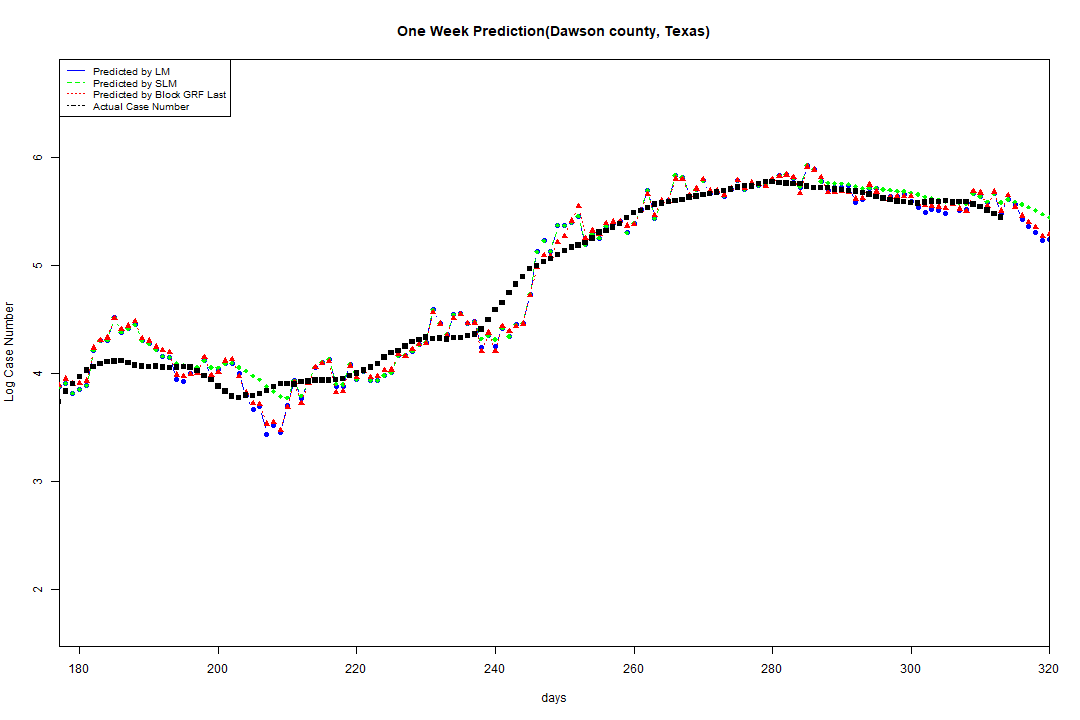 One Week Prediction(Dawson county, Texas)
Predicted by LM
Predicted by SLM
Predicted by Block GRF Last
Actual Case Number
Log Case Number
6
5
4
3
2
180 200 220 240 260 280 300 320
days